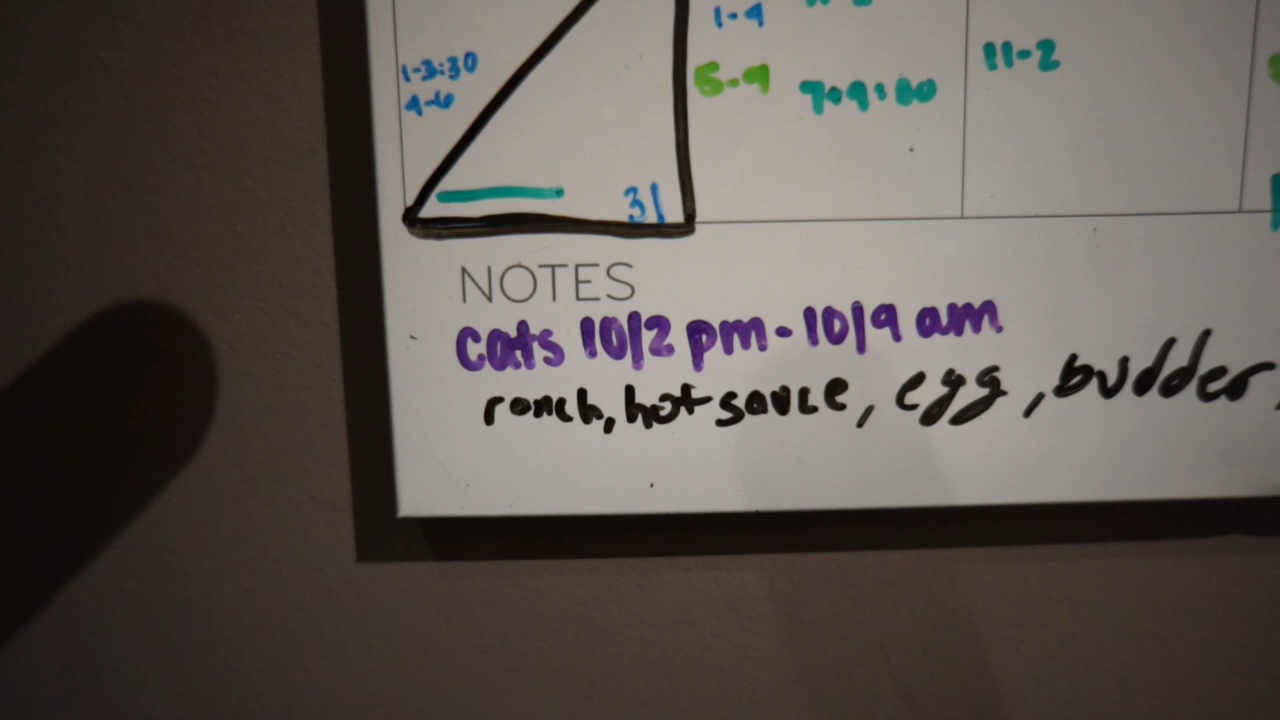 1-4
1-3:30
4-6
5-9
7-9:30
11-2
31
NOTES
cats 10/2 pm - 10/9 am
ranch, hot sauce, egg, budder,